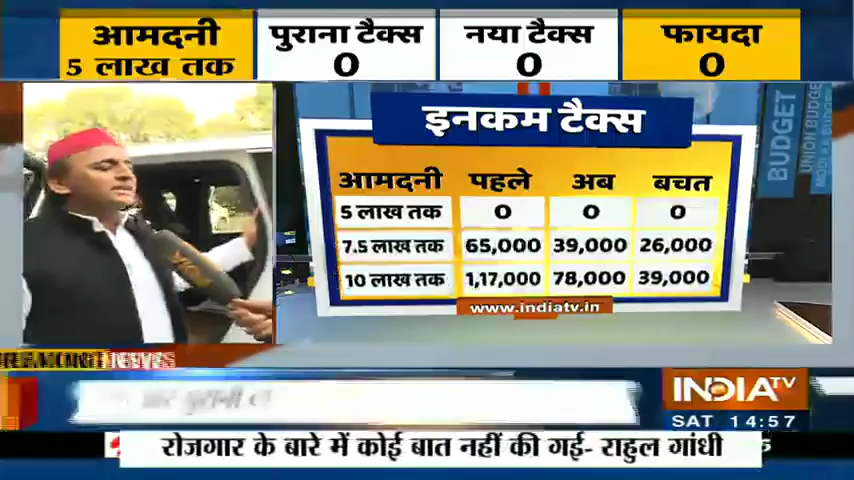 आमदनी
5 लाख तक
पुराना टैक्स
0
नया टैक्स
0
फायदा
0
इनकम टैक्स
आमदनी पहले अब बचत
5 लाख तक 0 0 0
7.5 लाख तक 65,000 39,000 26,000
10 लाख तक 1,17,000 78,000 39,000
www.indiatv.in
BUDGET
UNION BUDGET
INDIA TV
SAT 14:57
रोजगार के बारे में कोई बात नहीं की गई- राहुल गांधी